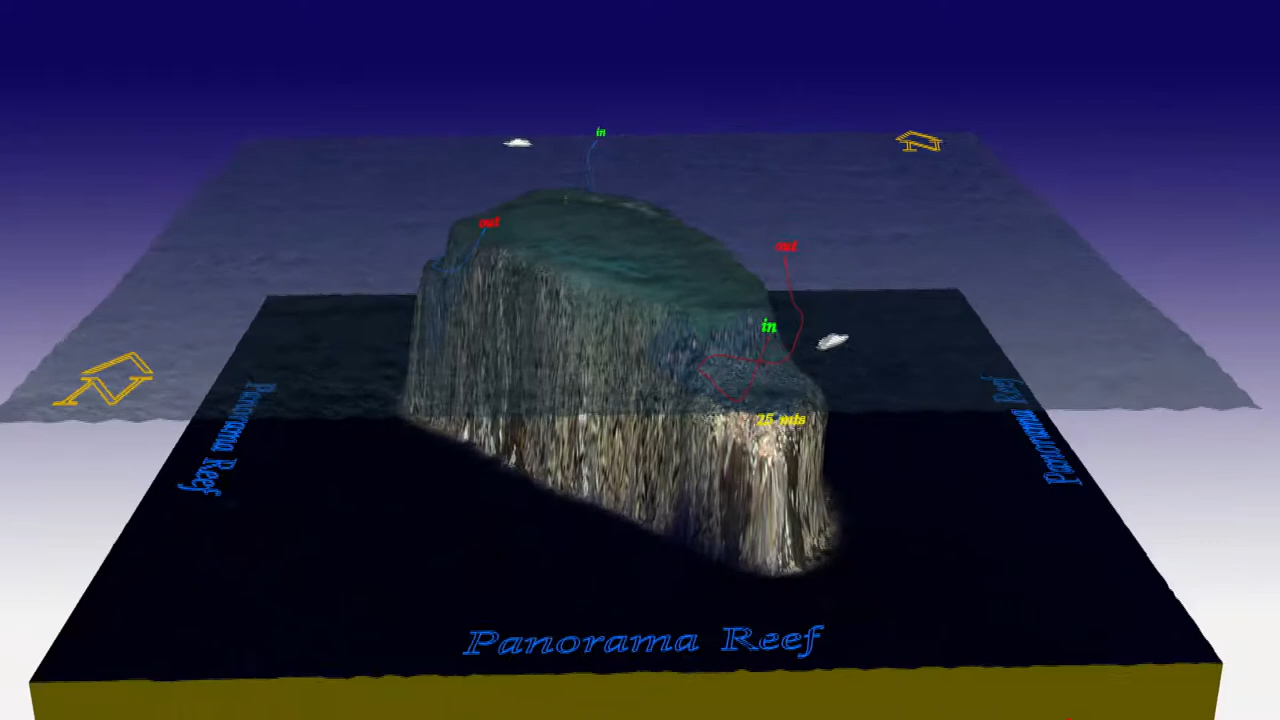 in
N
out
out
in
N
25 mts
Panorama Reef
Panorama Reef
Panorama Reef